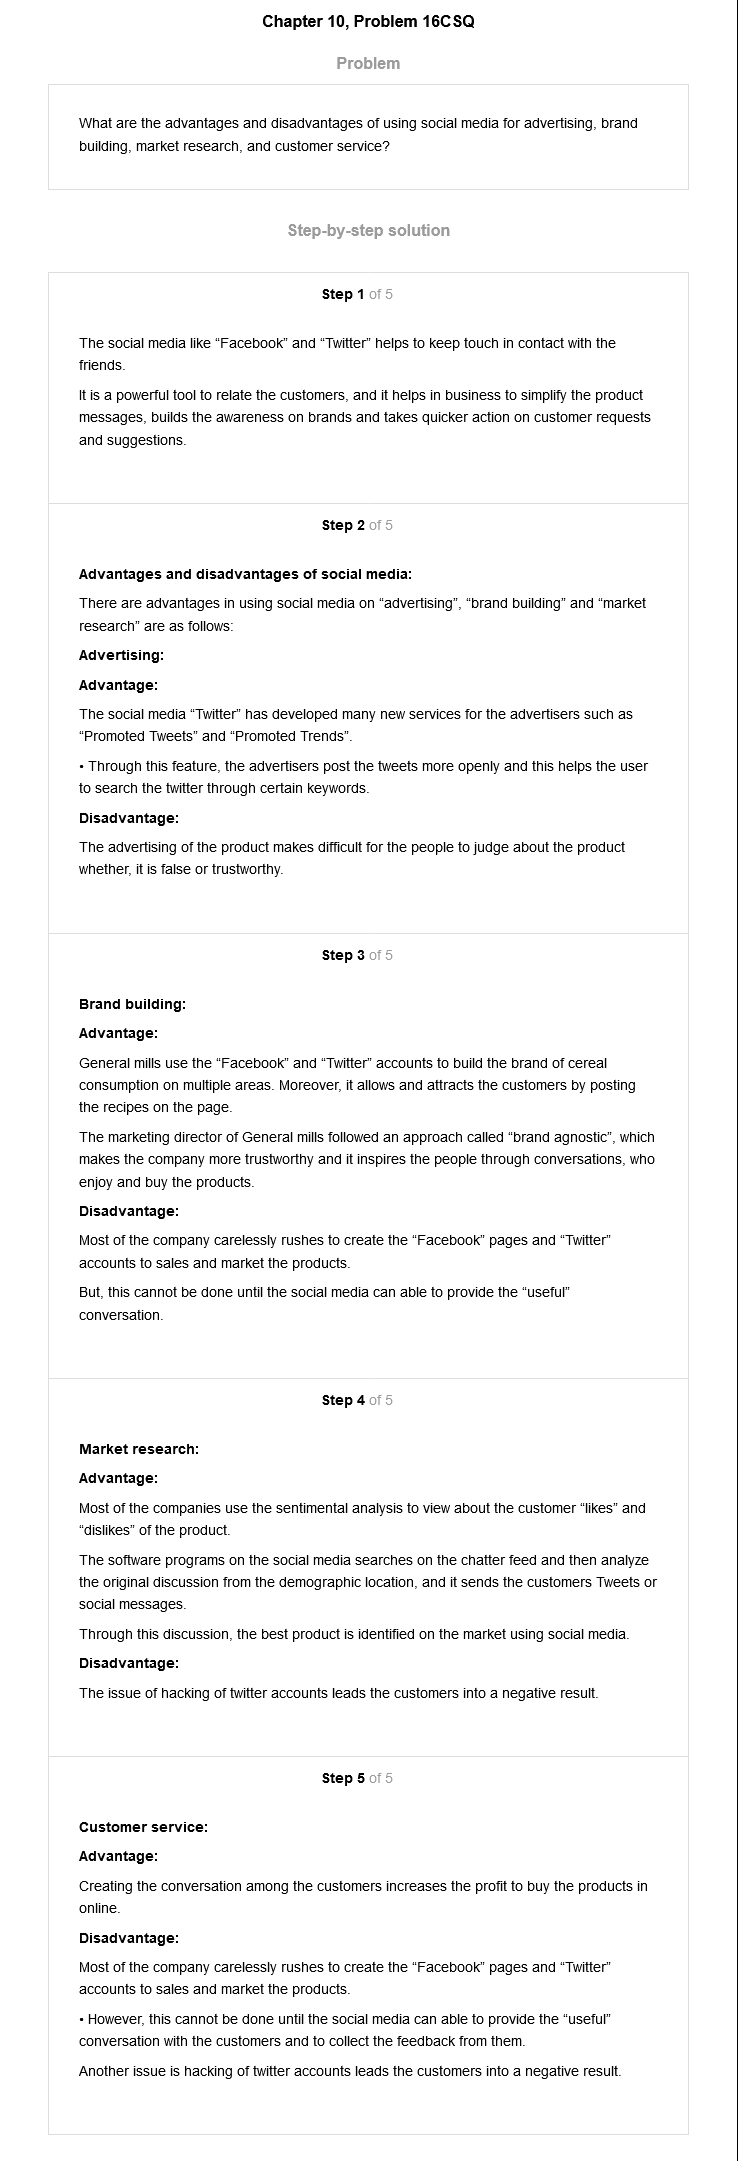 Chapter 10, Problem 16CSQ
Problem
What are the advantages and disadvantages of using social media for advertising, brand
building, market research, and customer service?
Step-by-step solution
Step 1 of 5
The social media like “Facebook” and “Twitter” helps to keep touch in contact with the
friends.
It is a powerful tool to relate the customers, and it helps in business to simplify the product
messages, builds the awareness on brands and takes quicker action on customer requests
and suggestions.
Step 2 of 5
Advantages and disadvantages of social media:
There are advantages in using social media on “advertising”, “brand building” and “market
research” are as follows:
Advertising:
Advantage:
The social media “Twitter” has developed many new services for the advertisers such as
“Promoted Tweets” and “Promoted Trends”.
• Through this feature, the advertisers post the tweets more openly and this helps the user
to search the twitter through certain keywords.
Disadvantage:
The advertising of the product makes difficult for the people to judge about the product
whether, it is false or trustworthy.
Step 3 of 5
Brand building:
Advantage:
General mills use the “Facebook” and “Twitter” accounts to build the brand of cereal
consumption on multiple areas. Moreover, it allows and attracts the customers by posting
the recipes on the page.
The marketing director of General mills followed an approach called “brand agnostic”, which
makes the company more trustworthy and it inspires the people through conversations, who
enjoy and buy the products.
Disadvantage:
Most of the company carelessly rushes to create the “Facebook” pages and “Twitter”
accounts to sales and market the products.
But, this cannot be done until the social media can able to provide the “useful”
conversation.
Step 4 of 5
Market research:
Advantage:
Most of the companies use the sentimental analysis to view about the customer “likes” and
“dislikes” of the product.
The software programs on the social media searches on the chatter feed and then analyze
the original discussion from the demographic location, and it sends the customers Tweets or
social messages.
Through this discussion, the best product is identified on the market using social media.
Disadvantage:
The issue of hacking of twitter accounts leads the customers into a negative result.
Step 5 of 5
Customer service:
Advantage:
Creating the conversation among the customers increases the profit to buy the products in
online.
Disadvantage:
Most of the company carelessly rushes to create the “Facebook” pages and “Twitter”
accounts to sales and market the products.
• However, this cannot be done until the social media can able to provide the “useful”
conversation with the customers and to collect the feedback from them.
Another issue is hacking of twitter accounts leads the customers into a negative result.